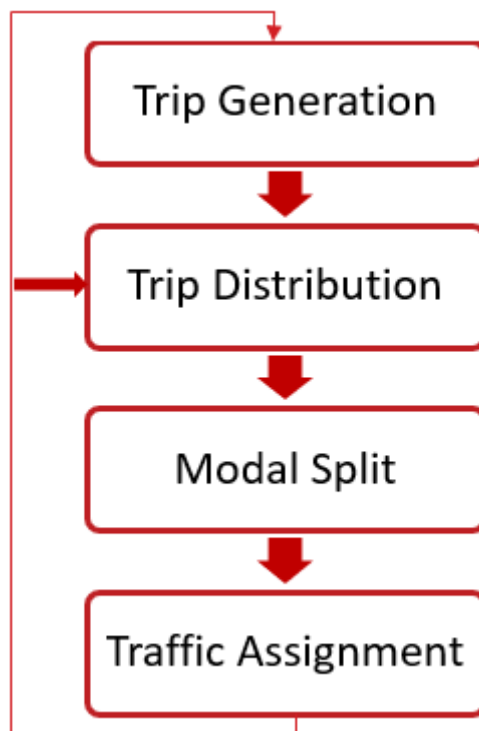 Trip Generation
Trip Distribution
Modal Split
Traffic Assignment